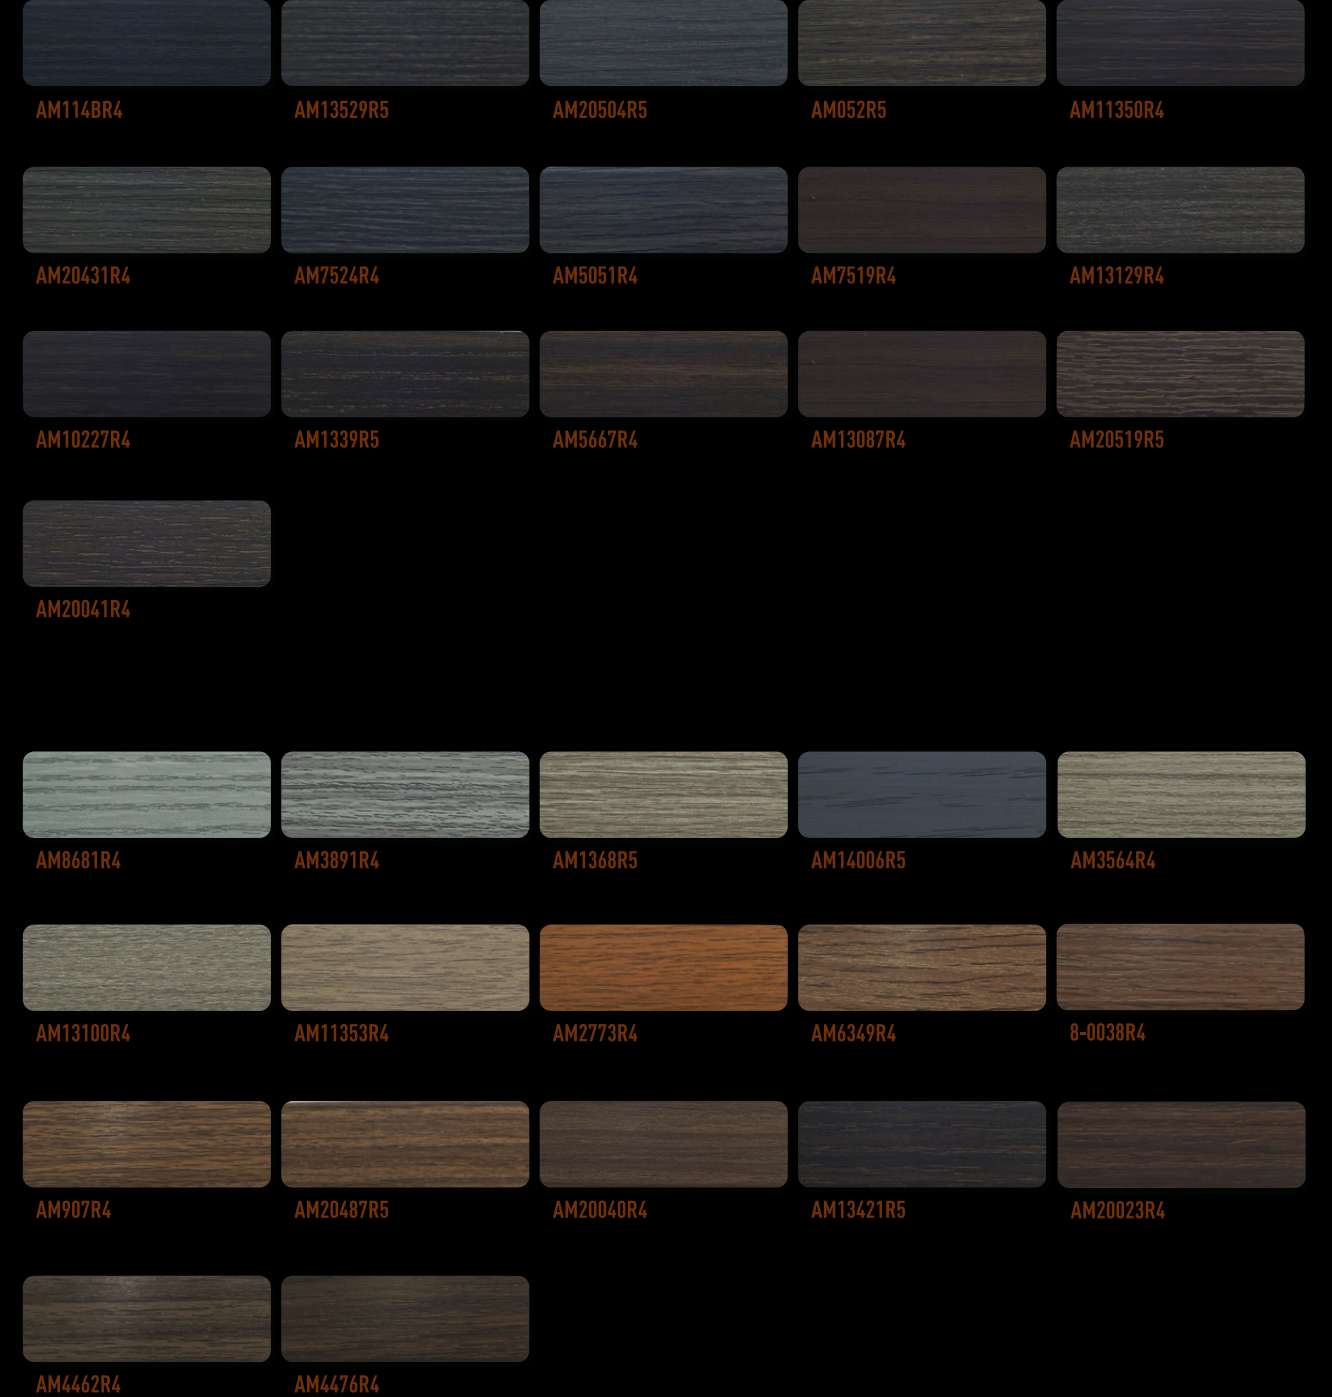 AM114BR4 AM13529R5 AM20504R5 AM052R5 AM11350R4
AM20431R4 AM7524R4 AM5051R4 AM7519R4 AM13129R4
AM10227R4 AM1339R5 AM5667R4 AM13087R4 AM20519R5
AM20041R4
AM8681R4 AM3891R4 AM1368R5 AM14006R5 AM3564R4
AM13100R4 AM11353R4 AM2773R4 AM6349R4 8-0038R4
AM907R4 AM20487R5 AM20040R4 AM13421R5 AM20023R4
AM4462R4 AM4476R4